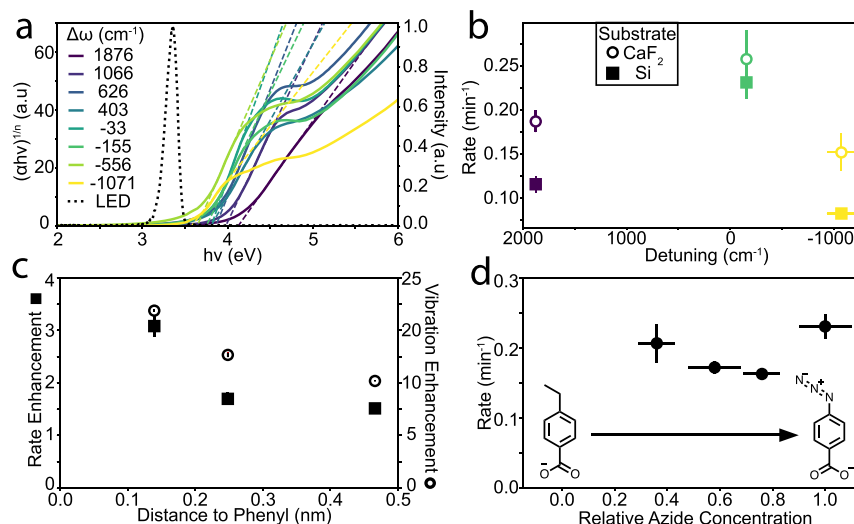 a
Δω (cm⁻¹)
1876
1066
626
403
-33
-155
-556
-1071
LED
(αhν)¹/ⁿ (a.u)
60
40
20
0
Intensity (a.u)
1.0
0.8
0.6
0.4
0.2
0.0
2 3 4 5 6
hν (eV)
b
Substrate
CaF₂
Si
Rate (min⁻¹)
0.25
0.20
0.15
0.10
2000 1000 0 -1000
Detuning (cm⁻¹)
c
Rate Enhancement
4
3
2
1
0
Vibration Enhancement
25
20
15
10
5
0
0.0 0.1 0.2 0.3 0.4 0.5
Distance to Phenyl (nm)
d
Rate (min⁻¹)
0.3
0.2
0.1
0.0
N⁻
N⁺
N
⁻O O
⁻O O
0.0 0.2 0.4 0.6 0.8 1.0
Relative Azide Concentration